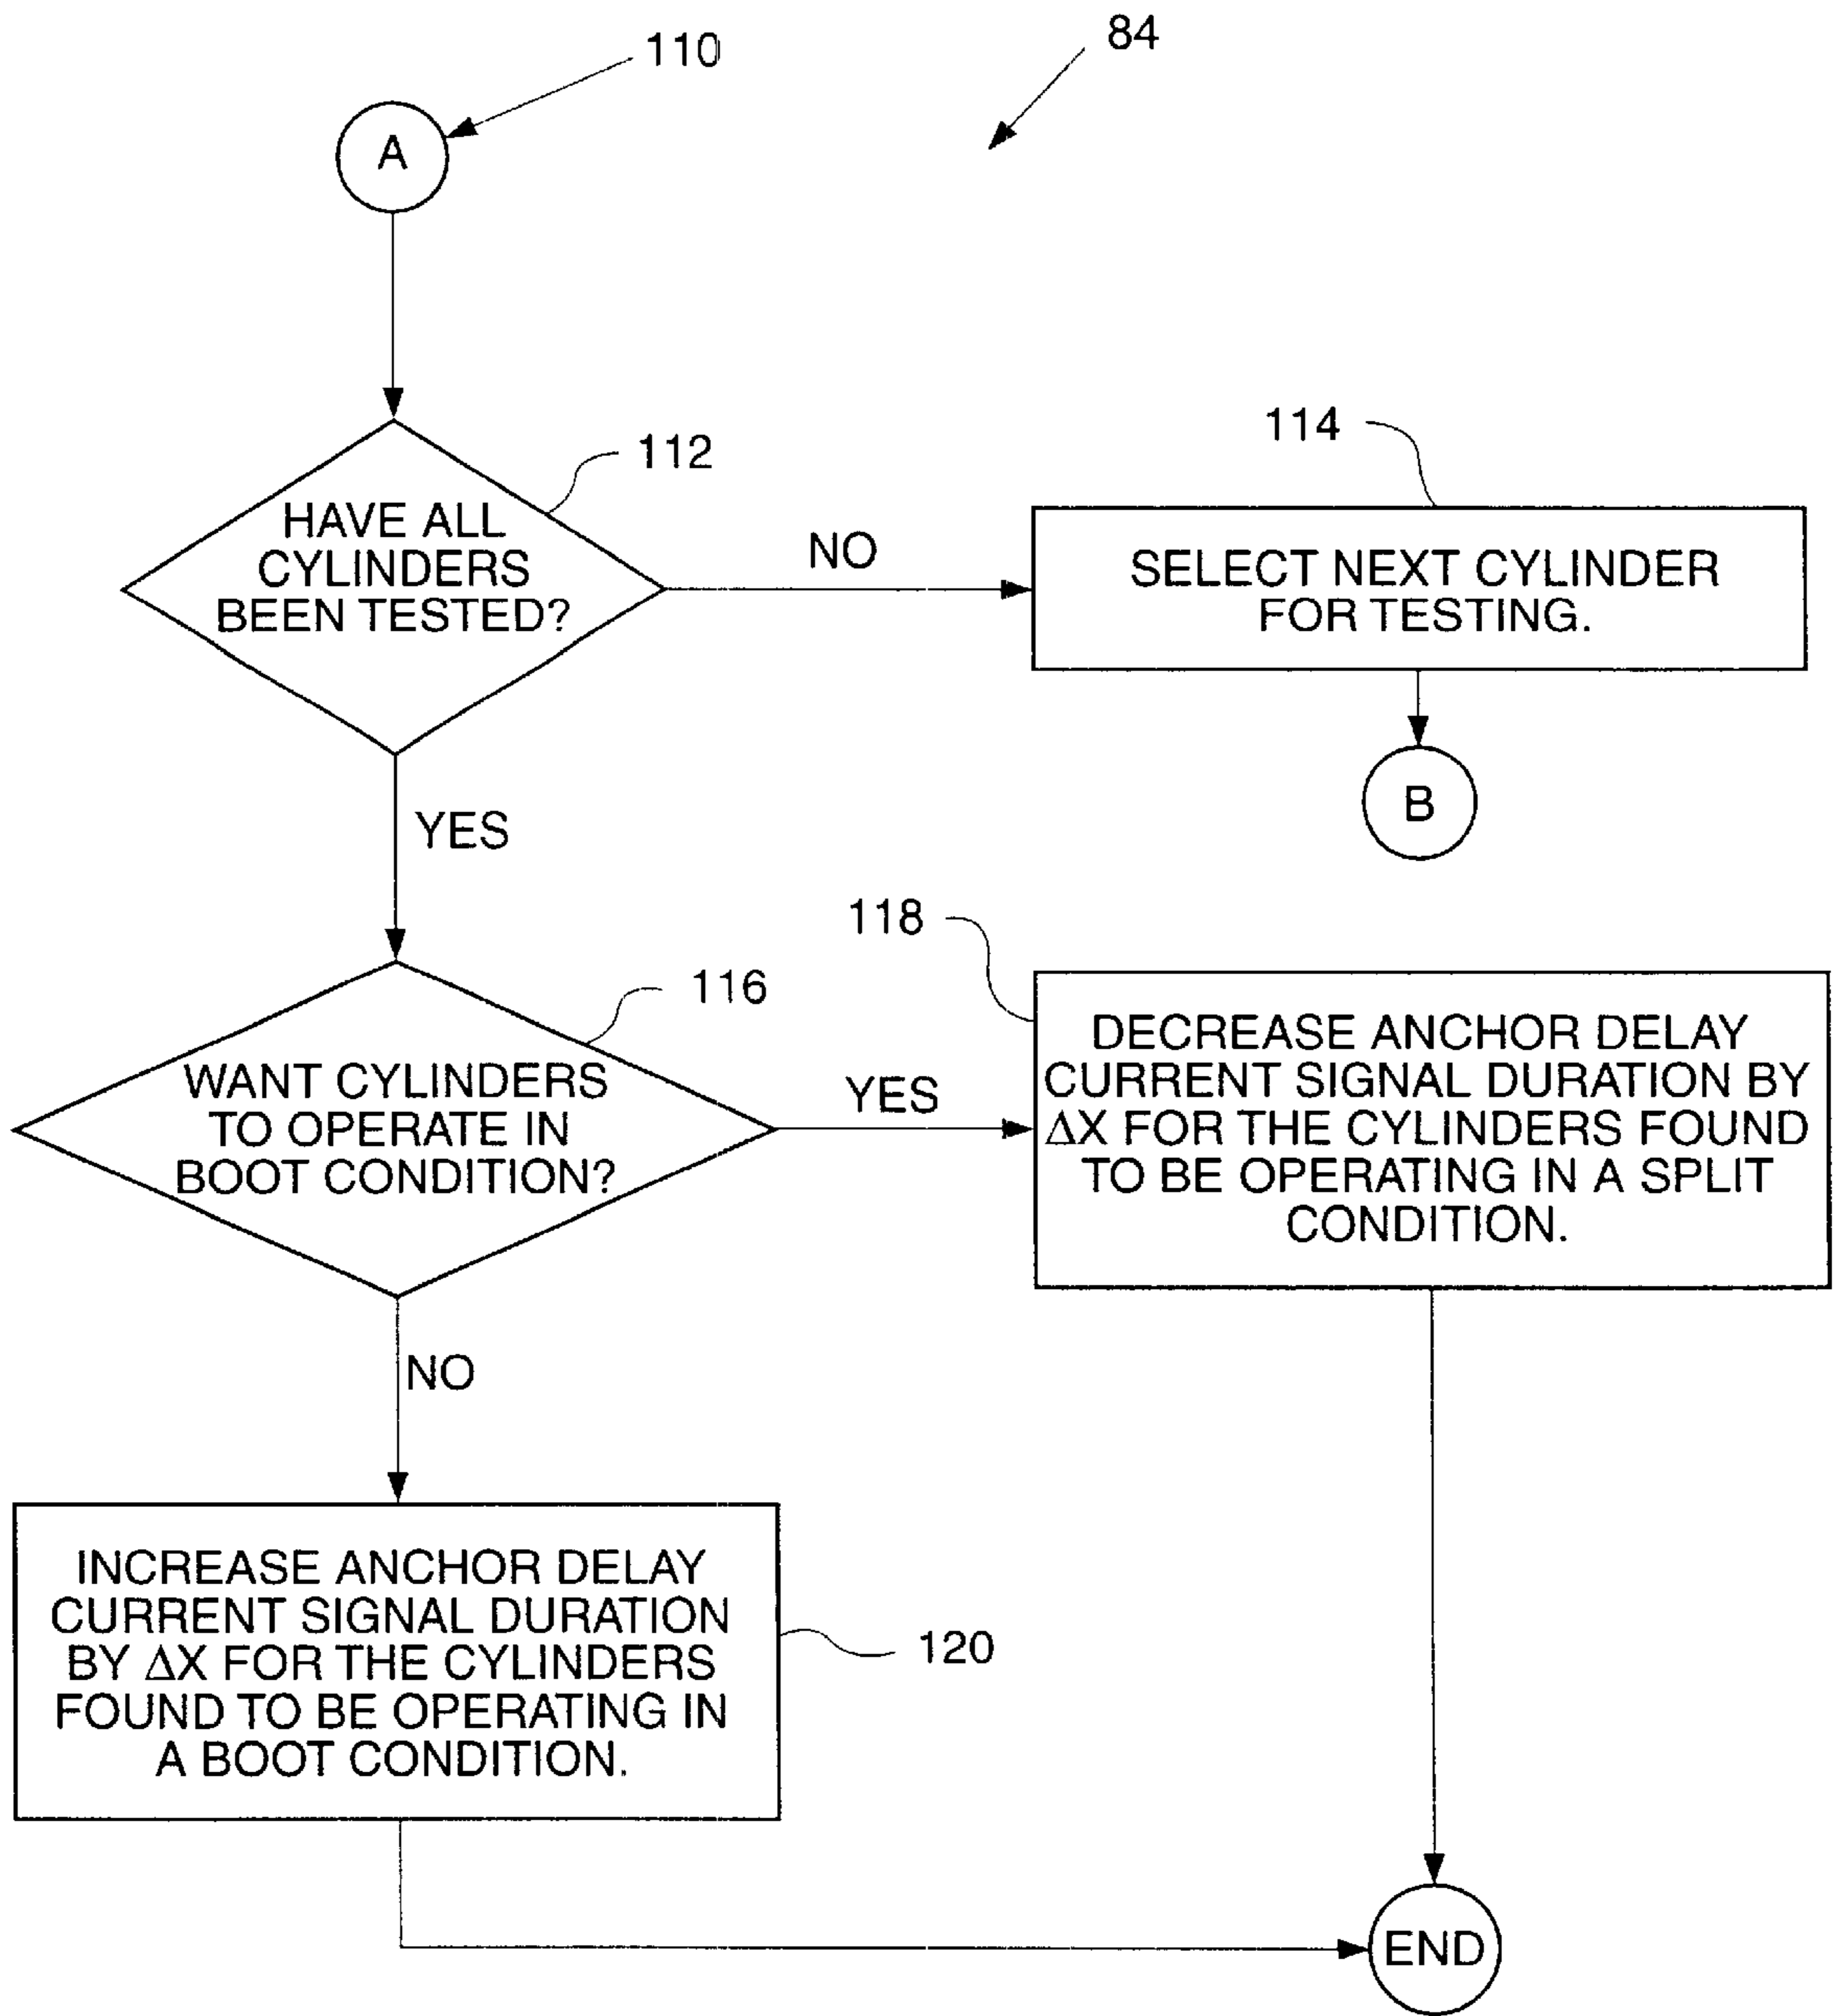 110
84
A
112
HAVE ALL
CYLINDERS
BEEN TESTED?
NO
114
SELECT NEXT CYLINDER
FOR TESTING.
B
YES
116
WANT CYLINDERS
TO OPERATE IN
BOOT CONDITION?
YES
118
DECREASE ANCHOR DELAY
CURRENT SIGNAL DURATION BY
ΔX FOR THE CYLINDERS FOUND
TO BE OPERATING IN A SPLIT
CONDITION.
NO
INCREASE ANCHOR DELAY
CURRENT SIGNAL DURATION
BY ΔX FOR THE CYLINDERS
FOUND TO BE OPERATING IN
A BOOT CONDITION.
120
END